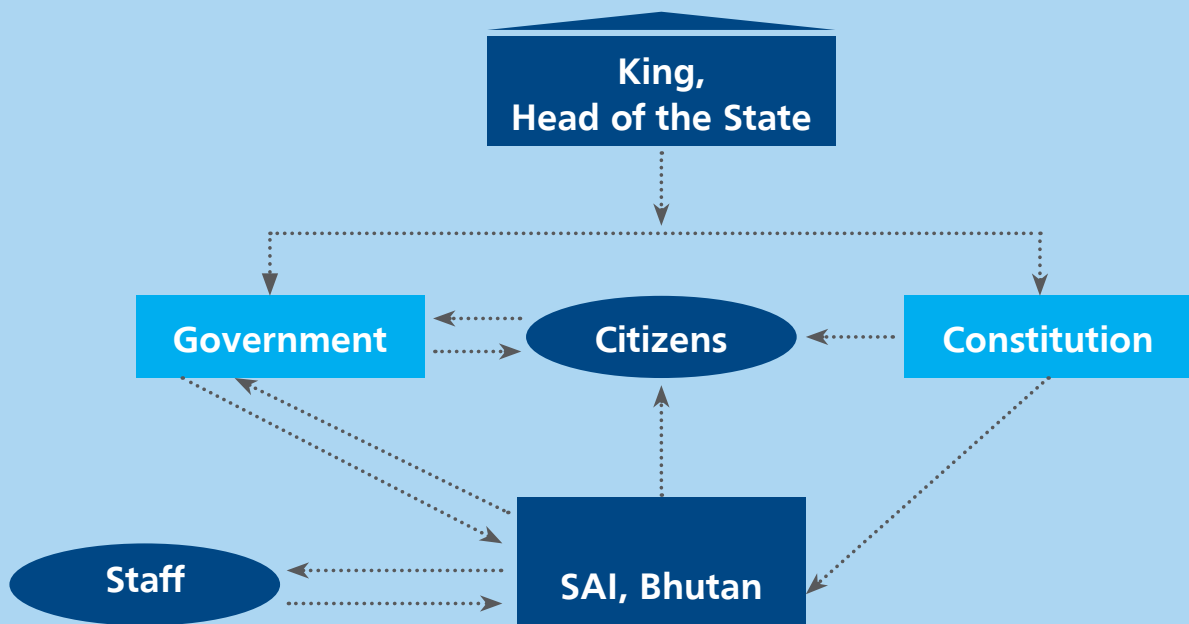 King,
Head of the State
Government
Citizens
Constitution
Staff
SAI, Bhutan